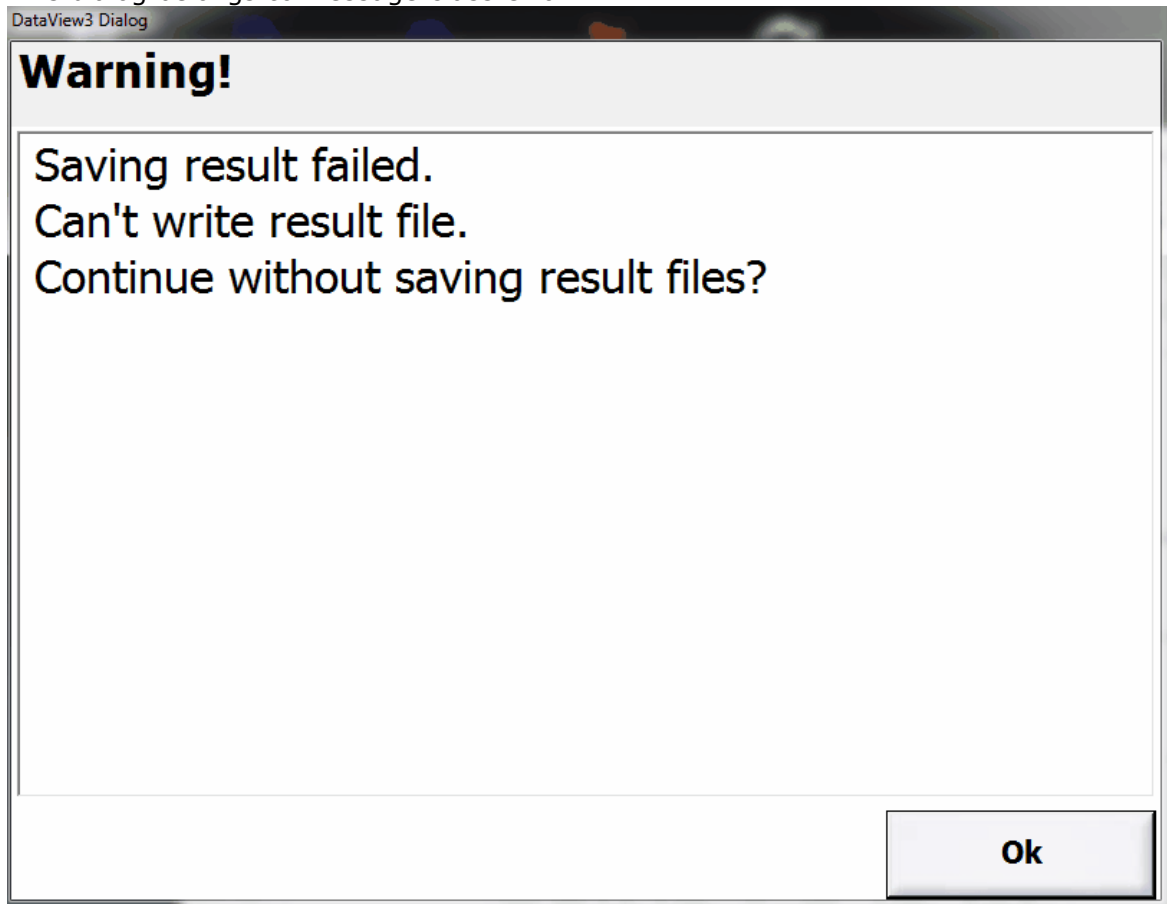 DataView3 Dialog
Warning!
Saving result failed.
Can't write result file.
Continue without saving result files?
Ok